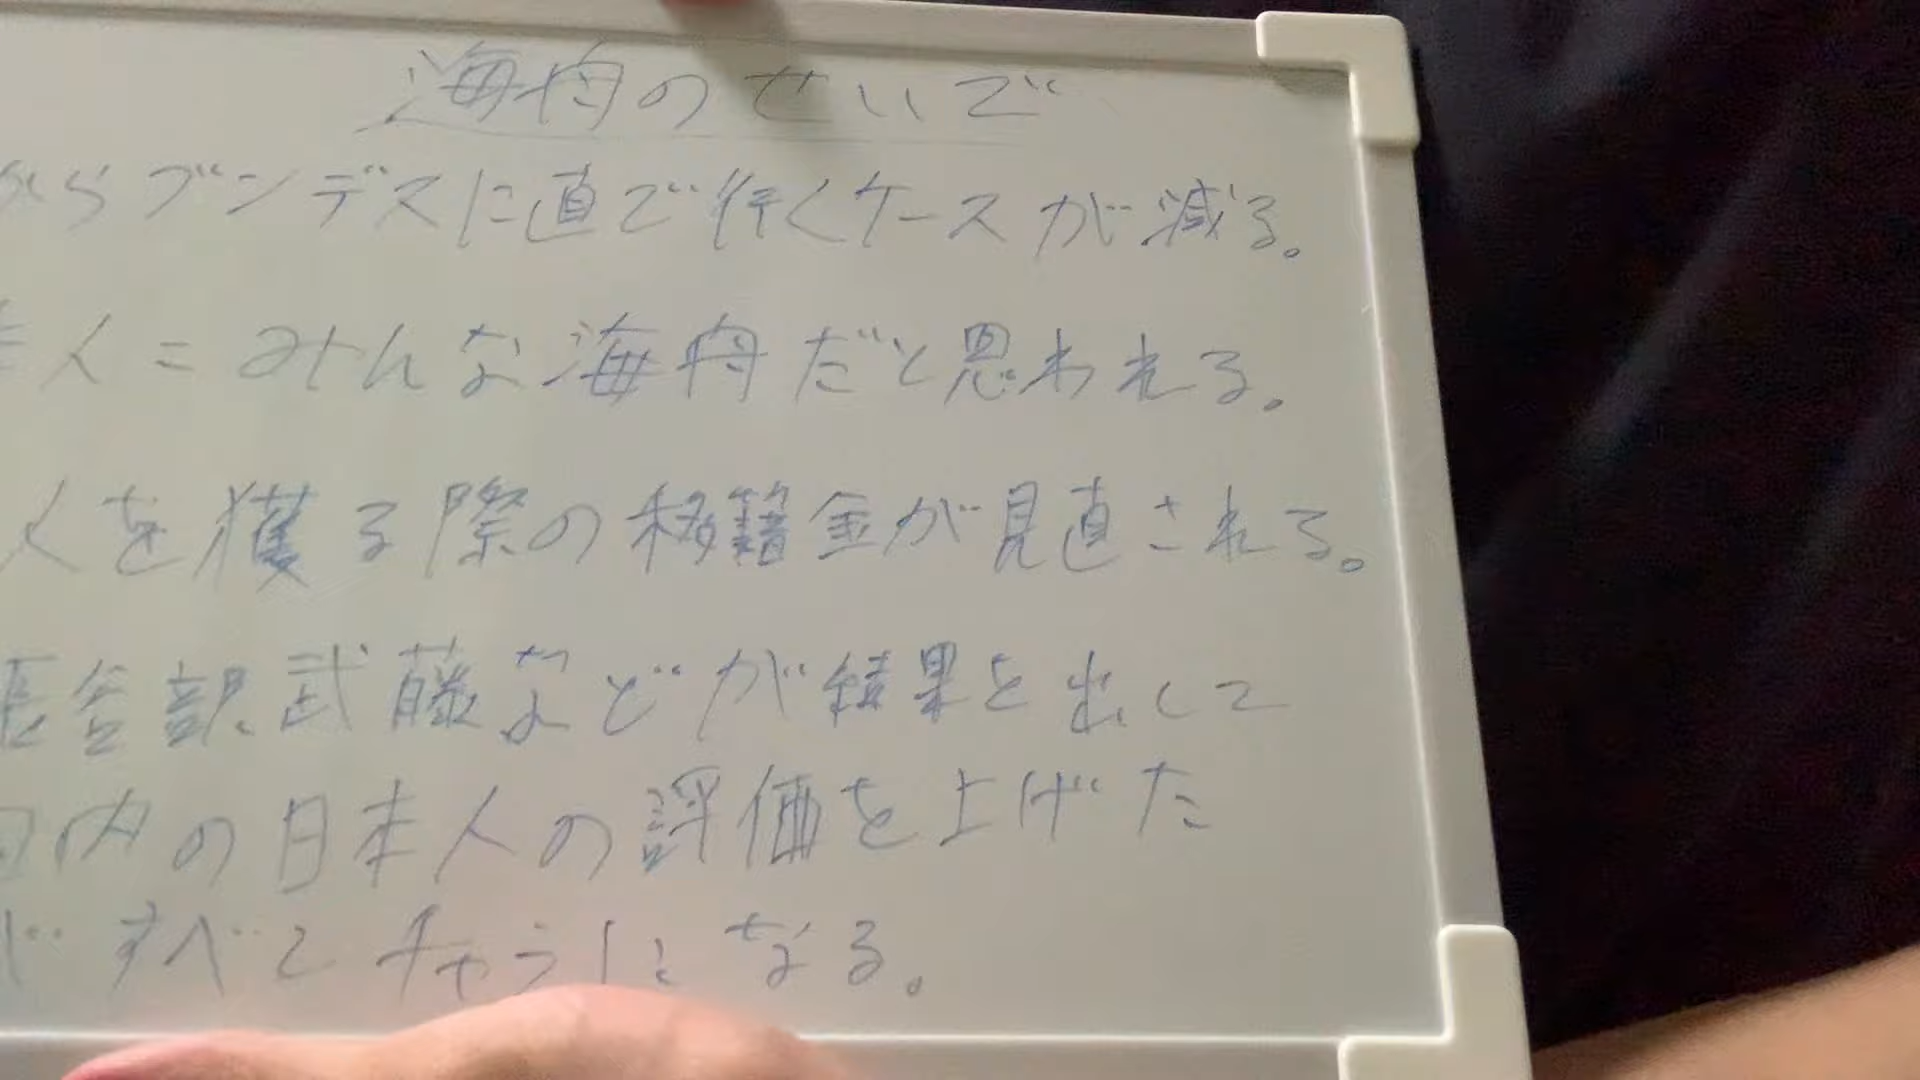 海舟のせいで
からブンデスに直で行くケースが減る。
本人=みんな海舟だと思われる。
人を獲る際の移籍金が見直される。
長谷部、武藤などが結果を出して
内の日本人の評価を上げた
がすべてチャラになる。